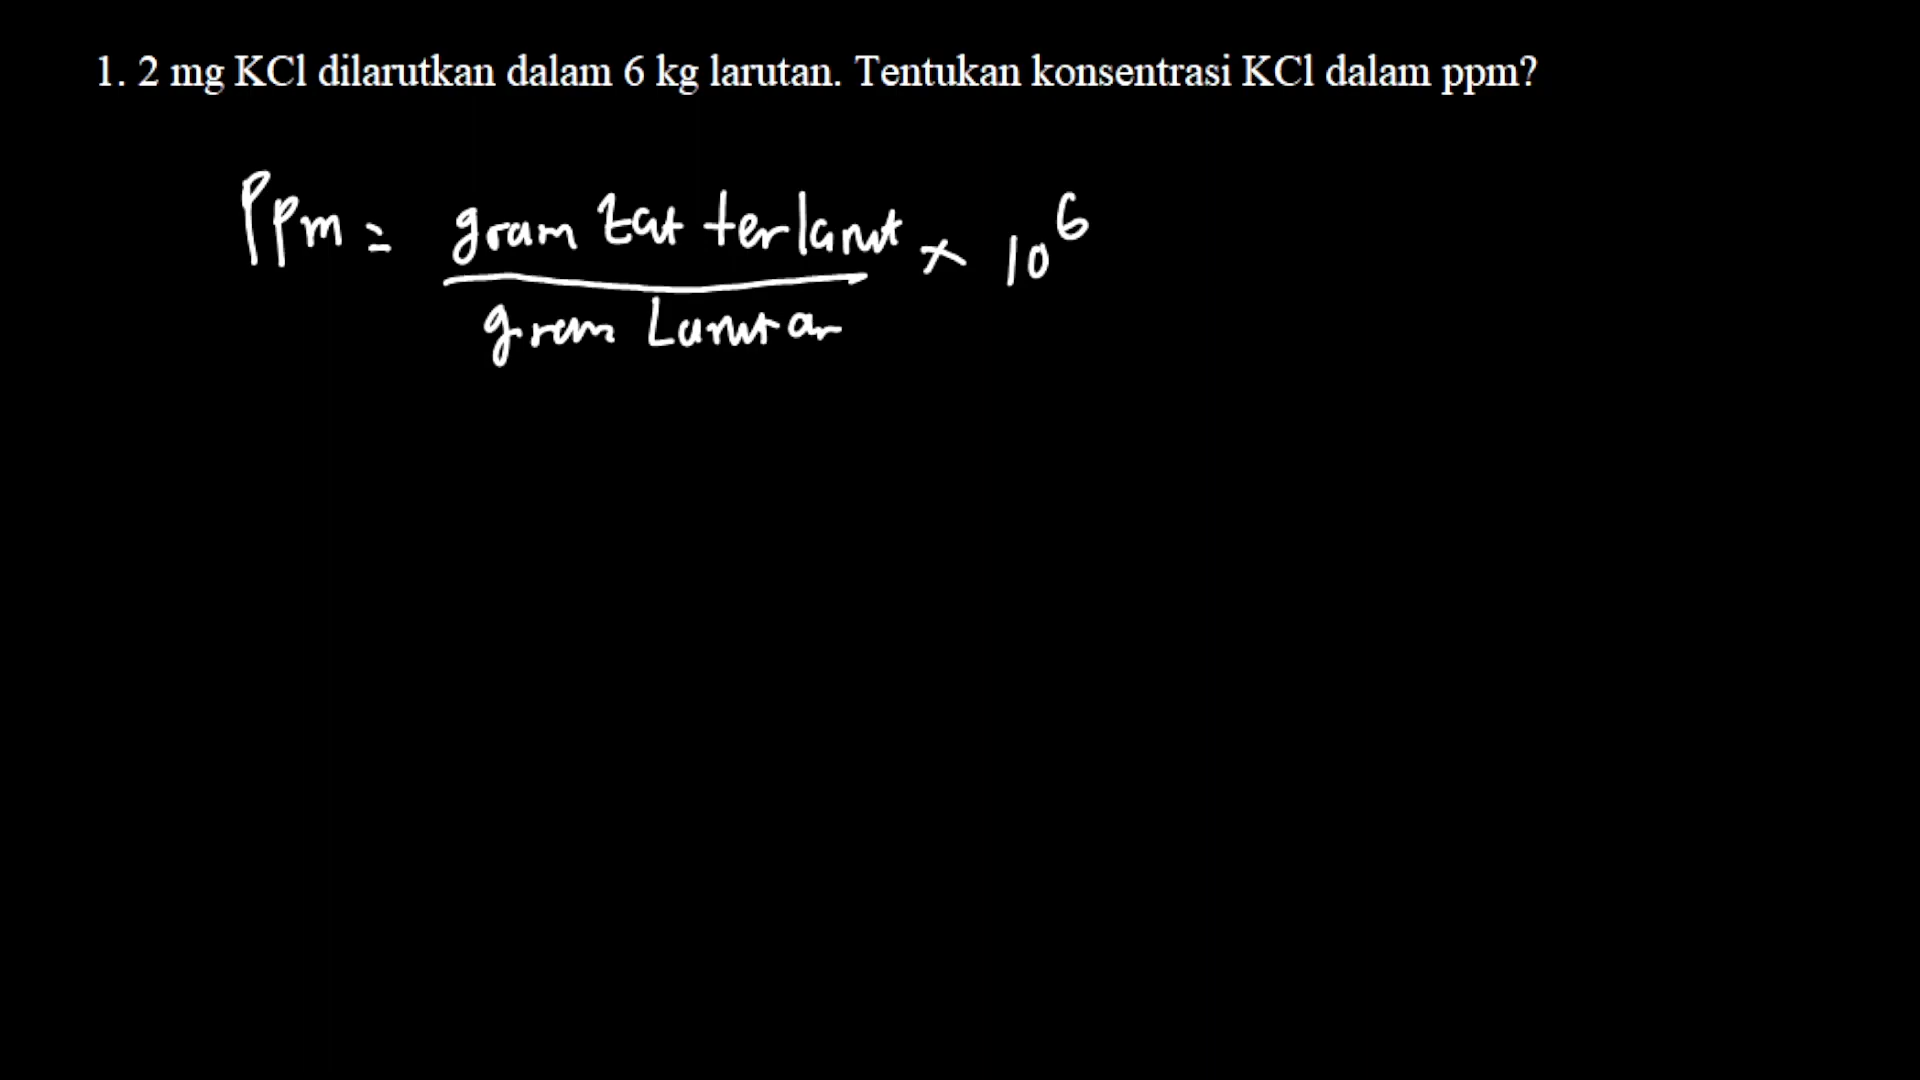 1. 2 mg KCl dilarutkan dalam 6 kg larutan. Tentukan konsentrasi KCl dalam ppm?
Ppm = gram zat terlarut x 10^6
gram Larutan